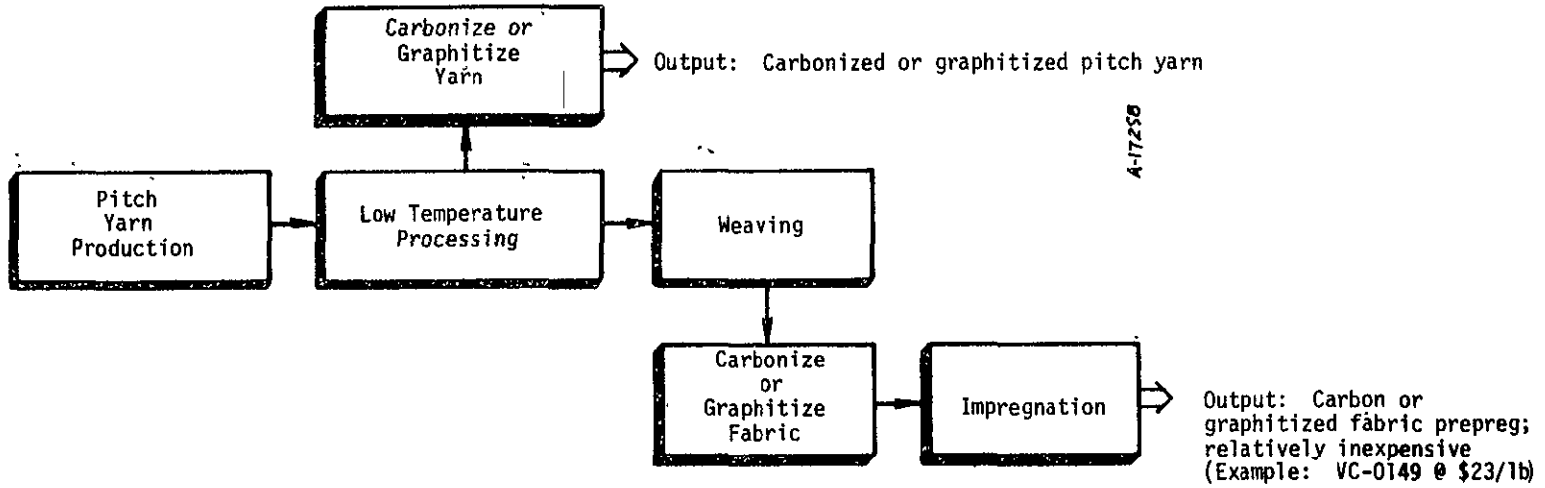 Carbonize or
Graphitize
Yarn
Output: Carbonized or graphitized pitch yarn
A-17258
Pitch
Yarn
Production
Low Temperature
Processing
Weaving
Carbonize
or
Graphitize
Fabric
Impregnation
Output: Carbon or
graphitized fabric prepreg;
relatively inexpensive
(Example: VC-0149 @ $23/lb)